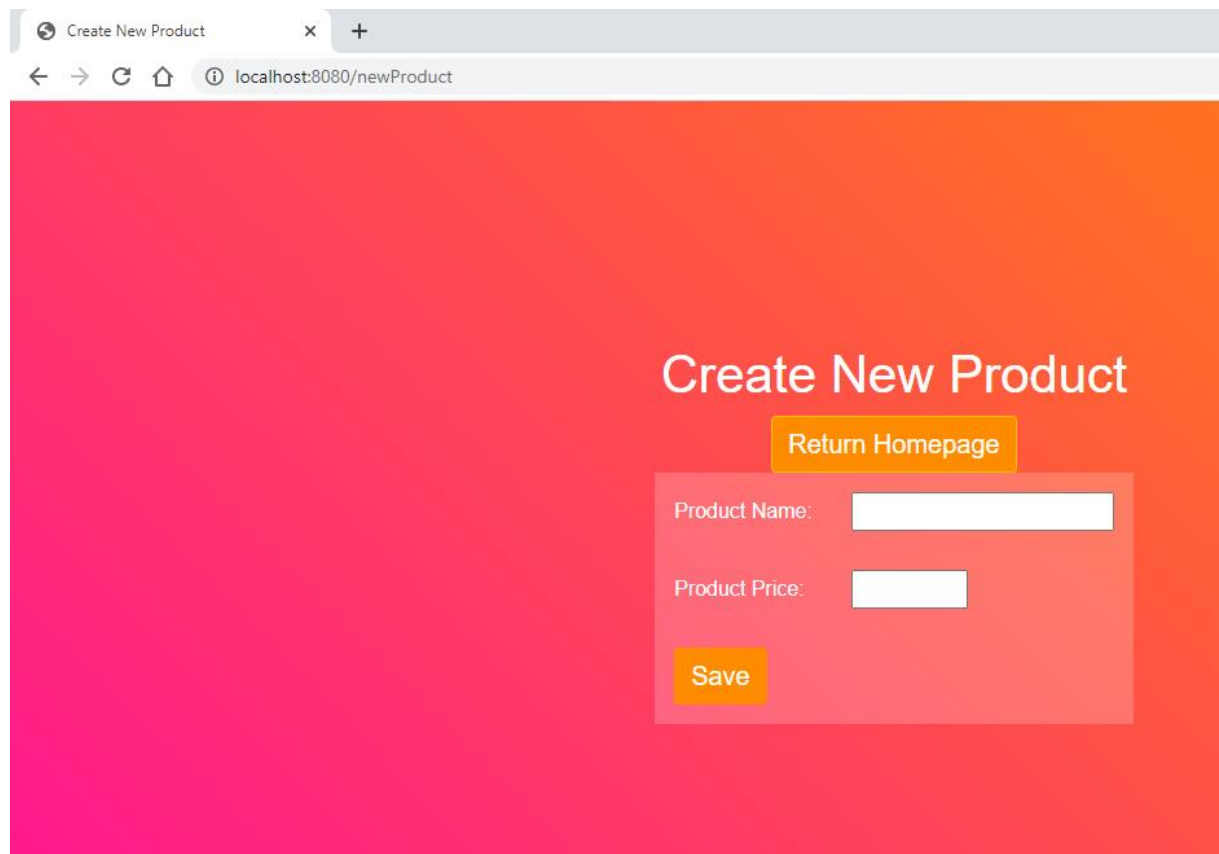 Create New Product
localhost:8080/newProduct
Create New Product
Return Homepage
Product Name:
Product Price:
Save